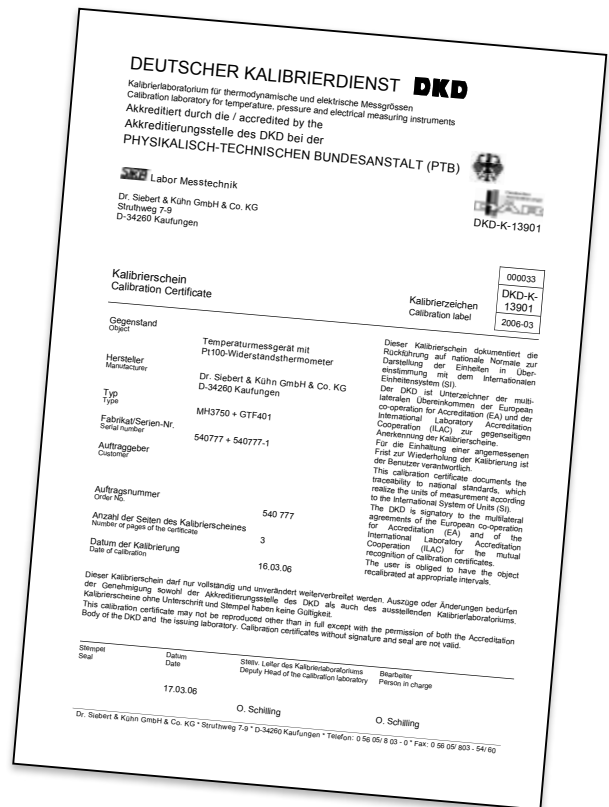 DEUTSCHER KALIBRIERDIENST DKD
Kalibrierlaboratorium für thermodynamische und elektrische Messgrössen
Calibration laboratory for temperature, pressure and electrical measuring instruments
Akkreditiert durch die / accredited by the
Akkreditierungsstelle des DKD bei der
PHYSIKALISCH-TECHNISCHEN BUNDESANSTALT (PTB)
Labor Messtechnik
Dr. Siebert & Kühn GmbH & Co. KG
Struthweg 7-9
D-34260 Kaufungen
DKD-K-13901
Kalibrierschein
Calibration Certificate
Kalibrierzeichen
Calibration label
000033
DKD-K-
13901
2006-03
Gegenstand
Object
Temperaturmessgerät mit
Pt100-Widerstandsthermometer
Hersteller
Manufacturer
Dr. Siebert & Kühn GmbH & Co. KG
D-34260 Kaufungen
Typ
Type
MH3750 + GTF401
Fabrikat/Serien-Nr.
Serial number
540777 + 540777-1
Auftraggeber
Customer
Auftragsnummer
Order No.
540 777
Anzahl der Seiten des Kalibrierscheines
Number of pages of the certificate
3
Datum der Kalibrierung
Date of calibration
16.03.06
Dieser Kalibrierschein dokumentiert die
Rückführung auf nationale Normale zur
Darstellung der Einheiten in Über-
einstimmung mit dem Internationalen
Einheitensystem (SI).
Der DKD ist Unterzeichner der multi-
lateralen Übereinkommen der European
co-operation for Accreditation (EA) und der
International Laboratory Accreditation
Cooperation (ILAC) zur gegenseitigen
Anerkennung der Kalibrierscheine.
Für die Einhaltung einer angemessenen
Frist zur Wiederholung der Kalibrierung ist
der Benutzer verantwortlich.
This calibration certificate documents the
traceability to national standards, which
realize the units of measurement according
to the International System of Units (SI).
The DKD is signatory to the multilateral
agreements of the European co-operation
for Accreditation (EA) and of the
International Laboratory Accreditation
Cooperation (ILAC) for the mutual
recognition of calibration certificates.
The user is obliged to have the object
recalibrated at appropriate intervals.
Dieser Kalibrierschein darf nur vollständig und unverändert weiterverbreitet werden. Auszüge oder Änderungen bedürfen
der Genehmigung sowohl der Akkreditierungsstelle des DKD als auch des ausstellenden Kalibrierlaboratoriums.
Kalibrierscheine ohne Unterschrift und Stempel haben keine Gültigkeit.
This calibration certificate may not be reproduced other than in full except with the permission of both the Accreditation
Body of the DKD and the issuing laboratory. Calibration certificates without signature and seal are not valid.
Stempel
Seal
Datum
Date
17.03.06
Stellv. Leiter des Kalibrierlaboratoriums
Deputy Head of the calibration laboratory
O. Schilling
Bearbeiter
Person in charge
O. Schilling
Dr. Siebert & Kühn GmbH & Co. KG * Struthweg 7-9 * D-34260 Kaufungen * Telefon: 0 56 05/ 8 03 - 0 * Fax: 0 56 05/ 803 - 54/ 60